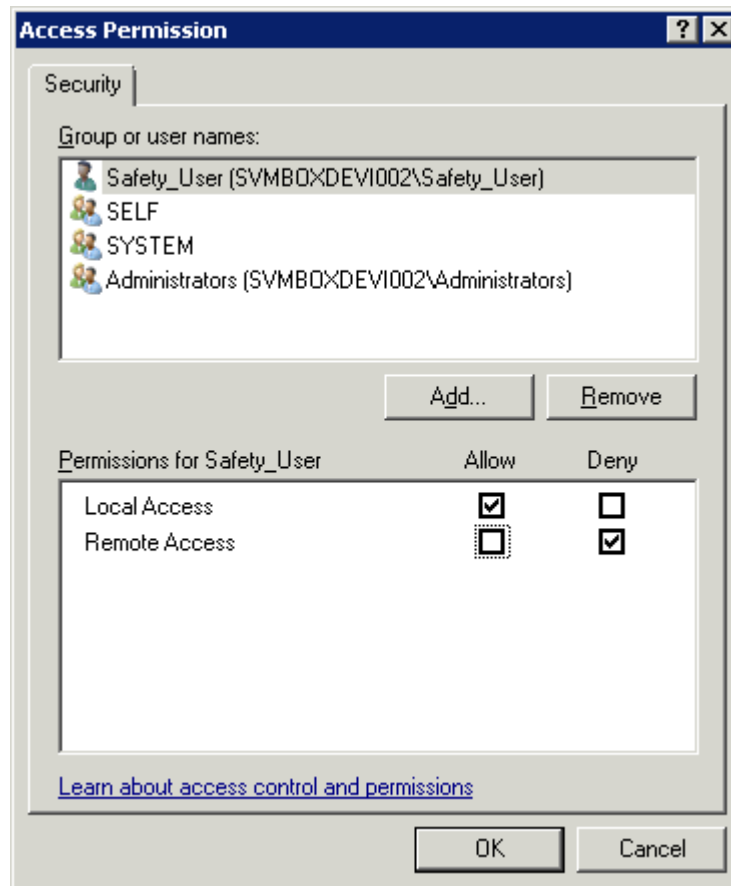 Access Permission
Security
Group or user names:
Safety_User (SVMBOXDEVI002\Safety_User)
SELF
SYSTEM
Administrators (SVMBOXDEVI002\Administrators)
Add... Remove
Permissions for Safety_User Allow Deny
Local Access
Remote Access
Learn about access control and permissions
OK Cancel